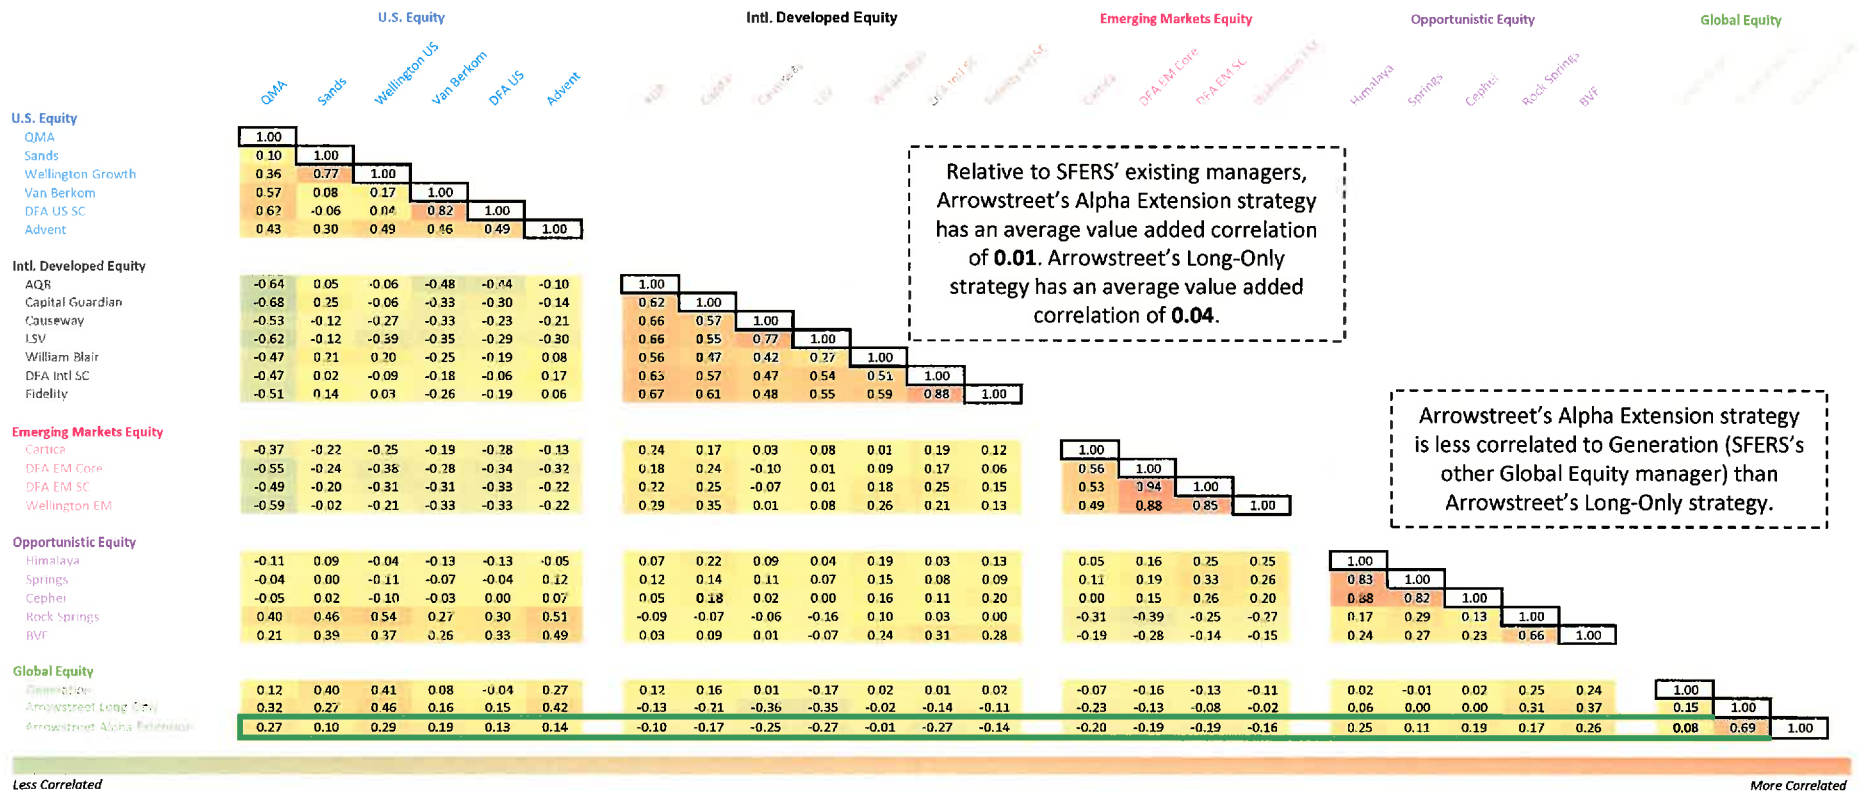 U.S. Equity Intl. Developed Equity Emerging Markets Equity Opportunistic Equity Global Equity
QMA Sands Wellington US Van Berkom DFA US Advent AQR Capital Causeway LSV William Blair DFA Intl SC Cartica DFA EM Core DFA EM SC Wellington EM Himalaya Springs Cephei Rock Springs BVF
U.S. Equity
QMA 1.00
Sands 0.10 1.00
Wellington Growth 0.36 0.77 1.00
Van Berkom 0.57 0.08 0.17 1.00
DFA US SC 0.62 -0.06 0.04 0.82 1.00
Advent 0.43 0.30 0.49 0.46 0.49 1.00
Relative to SFERS' existing managers,
Arrowstreet's Alpha Extension strategy
has an average value added correlation
of 0.01. Arrowstreet's Long-Only
strategy has an average value added
correlation of 0.04.
Intl. Developed Equity
AQR -0.64 0.05 -0.06 -0.48 -0.44 -0.10 1.00
Capital Guardian -0.68 0.25 -0.06 -0.33 -0.30 -0.14 0.62 1.00
Causeway -0.53 -0.12 -0.27 -0.33 -0.23 -0.21 0.66 0.57 1.00
LSV -0.62 -0.12 -0.39 -0.35 -0.29 -0.30 0.66 0.55 0.77 1.00
William Blair -0.47 0.21 0.20 -0.25 -0.19 0.08 0.56 0.47 0.42 0.27 1.00
DFA Intl SC -0.47 0.02 -0.09 -0.18 -0.06 0.17 0.63 0.57 0.47 0.54 0.51 1.00
Fidelity -0.51 0.14 0.03 -0.26 -0.19 0.06 0.67 0.61 0.48 0.55 0.59 0.88 1.00
Arrowstreet's Alpha Extension strategy
is less correlated to Generation (SFERS's
other Global Equity manager) than
Arrowstreet's Long-Only strategy.
Emerging Markets Equity
Cartica -0.37 -0.22 -0.25 -0.19 -0.28 -0.13 0.24 0.17 0.03 0.08 0.01 0.19 0.12 1.00
DFA EM Core -0.55 -0.24 -0.38 -0.28 -0.34 -0.32 0.18 0.24 -0.10 0.01 0.09 0.17 0.06 0.56 1.00
DFA EM SC -0.49 -0.20 -0.31 -0.31 -0.33 -0.22 0.22 0.25 -0.07 0.01 0.18 0.25 0.15 0.53 0.94 1.00
Wellington EM -0.59 -0.02 -0.21 -0.33 -0.33 -0.22 0.29 0.35 0.01 0.08 0.26 0.21 0.13 0.49 0.88 0.85 1.00
Opportunistic Equity
Himalaya -0.11 0.09 -0.04 -0.13 -0.13 -0.05 0.07 0.22 0.09 0.04 0.19 0.03 0.13 0.05 0.16 0.25 0.25 1.00
Springs -0.04 0.00 -0.11 -0.07 -0.04 0.12 0.12 0.14 0.11 0.07 0.15 0.08 0.09 0.11 0.19 0.33 0.26 0.83 1.00
Cephei -0.05 0.02 -0.10 -0.03 0.00 0.07 0.05 0.18 0.02 0.00 0.16 0.11 0.20 0.00 0.15 0.26 0.20 0.88 0.82 1.00
Rock Springs 0.40 0.46 0.54 0.27 0.30 0.51 -0.09 -0.07 -0.06 -0.16 0.10 0.03 0.00 -0.31 -0.39 -0.25 -0.27 0.17 0.29 0.13 1.00
BVF 0.21 0.39 0.37 0.26 0.33 0.49 0.03 0.09 0.01 -0.07 0.24 0.31 0.28 -0.19 -0.28 -0.14 -0.15 0.24 0.27 0.23 0.66 1.00
Global Equity
Generation 0.12 0.40 0.41 0.08 -0.04 0.27 0.12 0.16 0.01 -0.17 0.02 0.01 0.02 -0.07 -0.16 -0.13 -0.11 0.02 -0.01 0.02 0.25 0.24 1.00
Arrowstreet Long Only 0.32 0.27 0.46 0.16 0.15 0.42 -0.13 -0.21 -0.36 -0.35 -0.02 -0.14 -0.11 -0.23 -0.13 -0.08 -0.02 0.06 0.00 0.00 0.31 0.37 0.15 1.00
Arrowstreet Alpha Extension 0.27 0.10 0.29 0.19 0.13 0.14 -0.10 -0.17 -0.25 -0.27 -0.01 -0.27 -0.14 -0.20 -0.19 -0.19 -0.16 0.25 0.11 0.19 0.17 0.26 0.08 0.69 1.00
Less Correlated More Correlated